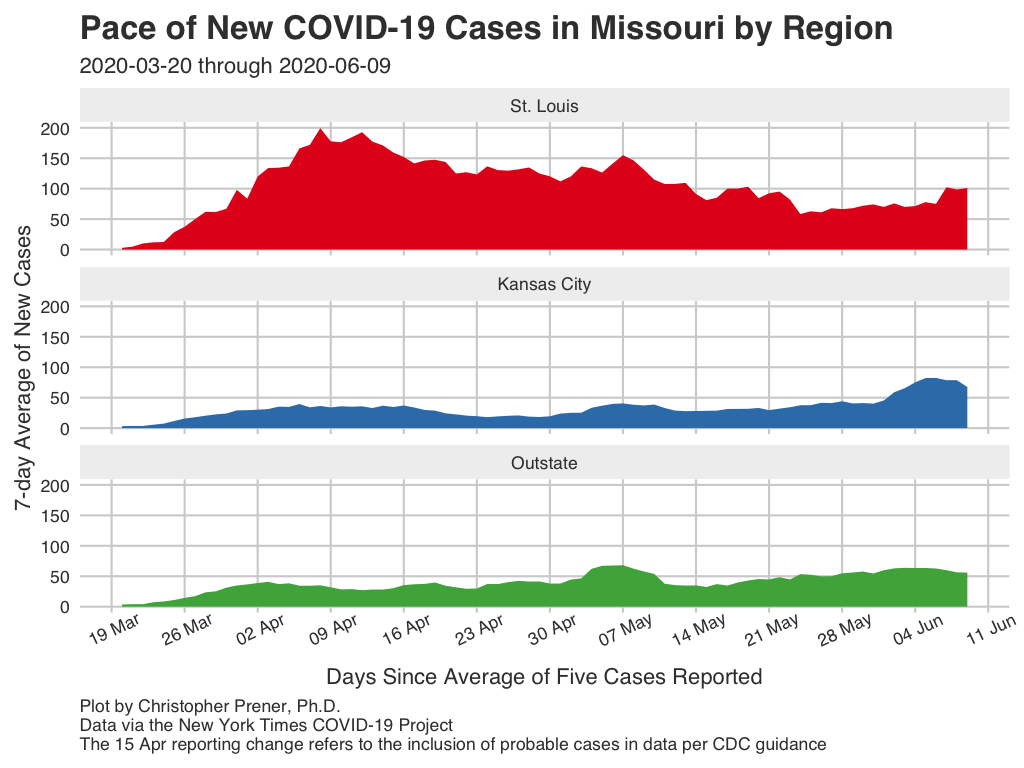 Pace of New COVID-19 Cases in Missouri by Region
2020-03-20 through 2020-06-09
7-day Average of New Cases
St. Louis
200
150
100
50
0
Kansas City
200
150
100
50
0
Outstate
200
150
100
50
0
19 Mar
26 Mar
02 Apr
09 Apr
16 Apr
23 Apr
30 Apr
07 May
14 May
21 May
28 May
04 Jun
11 Jun
Days Since Average of Five Cases Reported
Plot by Christopher Prener, Ph.D.
Data via the New York Times COVID-19 Project
The 15 Apr reporting change refers to the inclusion of probable cases in data per CDC guidance